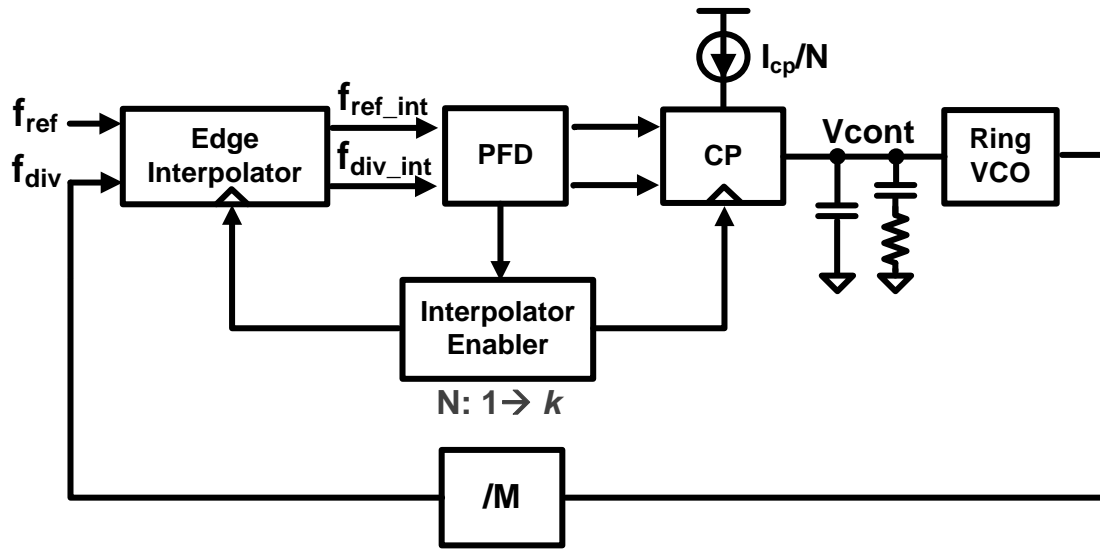 I_cp/N
f_ref
f_div
Edge
Interpolator
f_ref_int
f_div_int
PFD
CP
Vcont
Ring
VCO
Interpolator
Enabler
N: 1→ k
/M